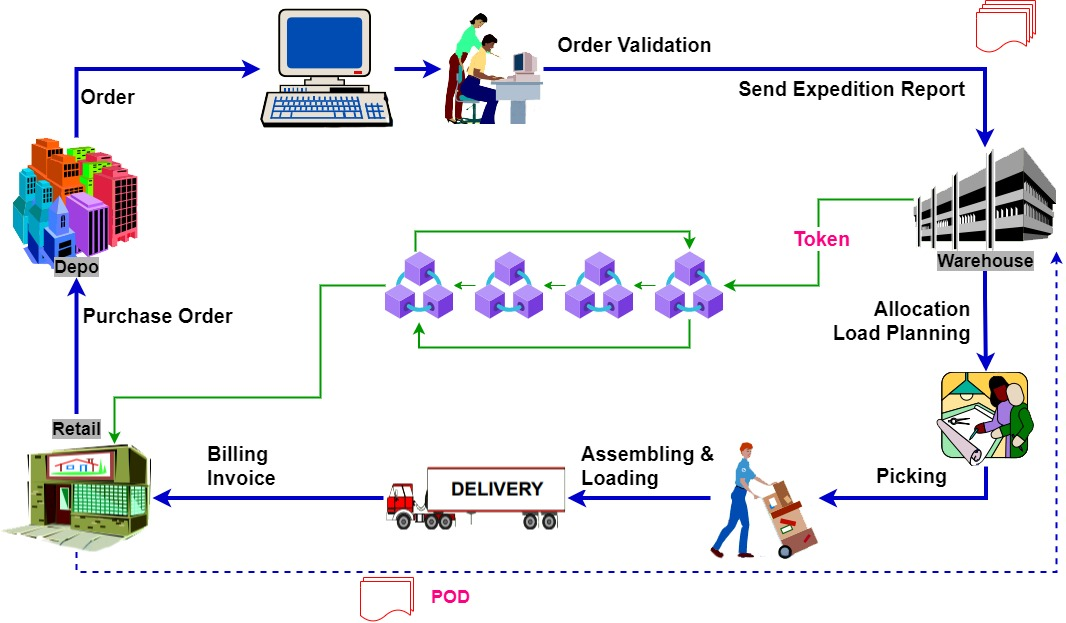 Order Validation
Send Expedition Report
Order
Depo
Token
Warehouse
Purchase Order
Allocation
Load Planning
Retail
Billing
Invoice
DELIVERY
Assembling &
Loading
Picking
POD